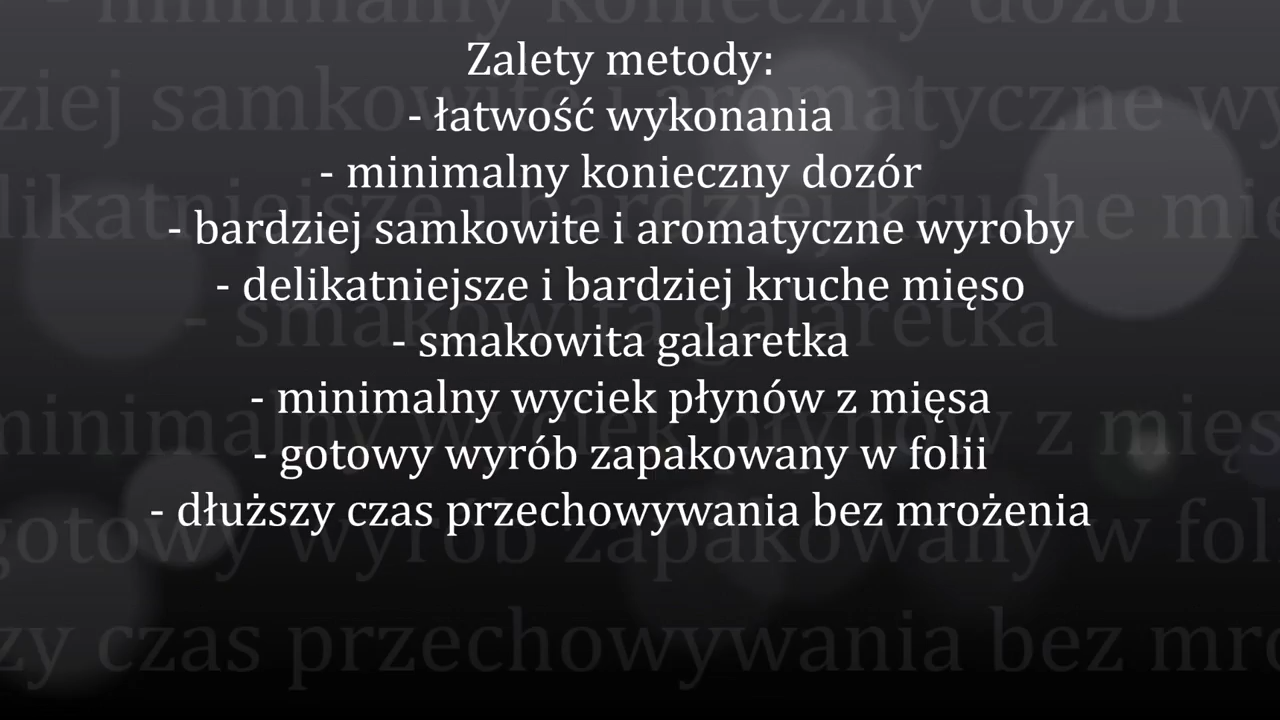 Zalety metody:
- łatwość wykonania
- minimalny konieczny dozór
- bardziej samkowite i aromatyczne wyroby
- delikatniejsze i bardziej kruche mięso
- smakowita galaretka
- minimalny wyciek płynów z mięsa
- gotowy wyrób zapakowany w folii
- dłuższy czas przechowywania bez mrożenia